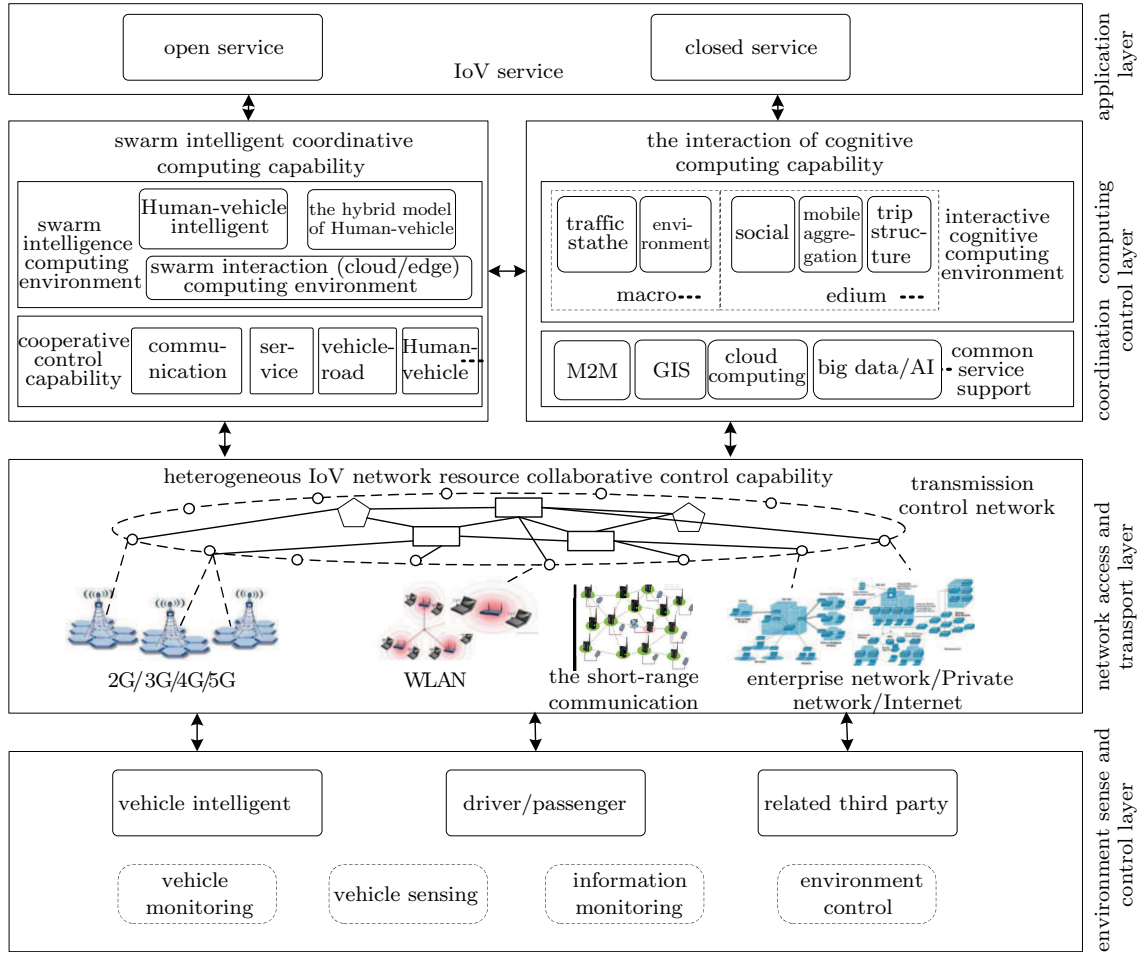 open service
closed service
IoV service
application
layer
swarm intelligent coordinative
computing capability
the interaction of cognitive
computing capability
swarm
intelligence
computing
environment
Human-vehicle
intelligent
the hybrid model
of Human-vehicle
swarm interaction (cloud/edge)
computing environment
traffic
stathe
envi-
ronment
macro
social
mobile
aggre-
gation
trip
struc-
ture
edium
interactive
cognitive
computing
environment
cooperative
control
capability
commu-
nication
ser-
vice
vehicle-
road
Human-
vehicle
M2M
GIS
cloud
computing
big data/AI
common
service
support
coordination computing
control layer
heterogeneous IoV network resource collaborative control capability
transmission
control network
2G/3G/4G/5G
WLAN
the short-range
communication
enterprise network/Private
network/Internet
network access and
transport layer
vehicle intelligent
driver/passenger
related third party
vehicle
monitoring
vehicle sensing
information
monitoring
environment
control
environment sense and
control layer